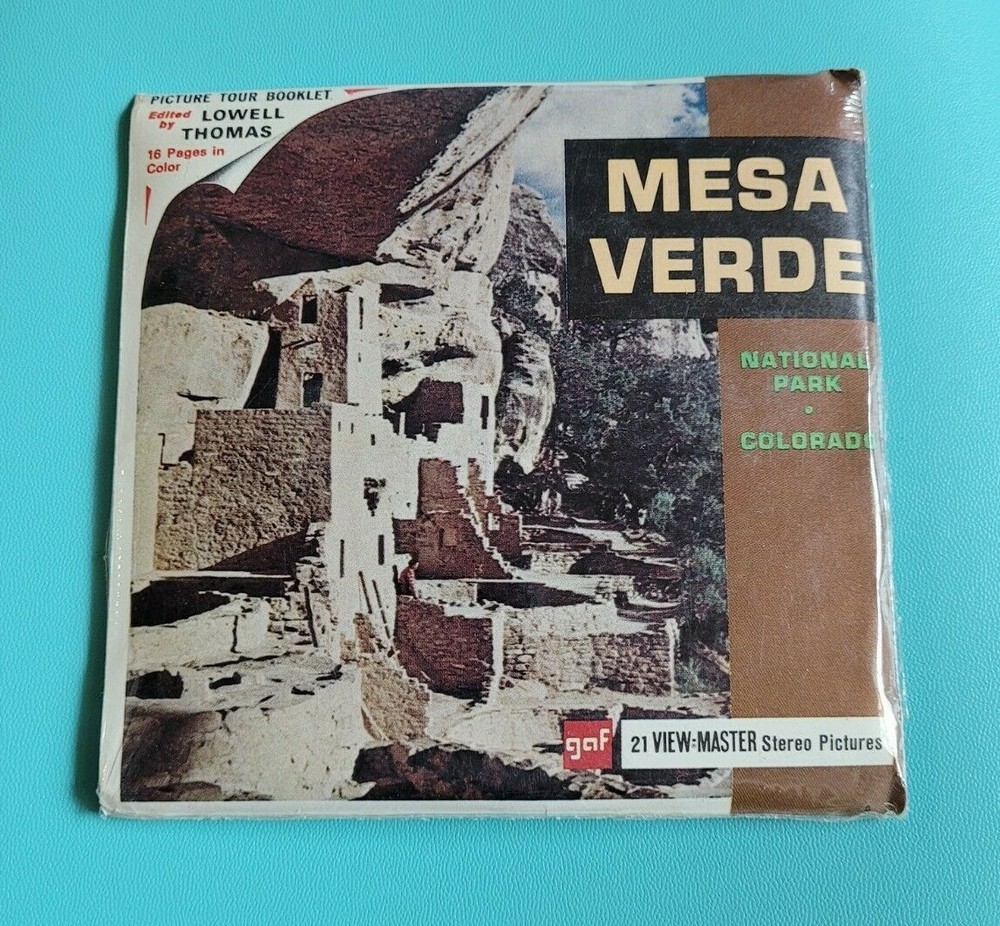 PICTURE TOUR BOOKLET
Edited by LOWELL THOMAS
16 Pages in
Color
MESA
VERDE
NATIONAL
PARK
•
COLORADO
gaf
21 VIEW-MASTER Stereo Pictures